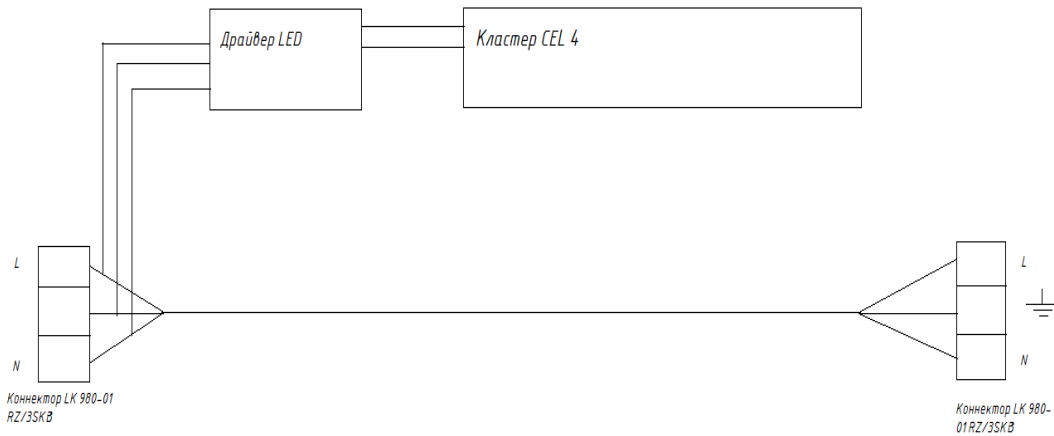 Драйвер LED
Кластер CEL 4
L
N
Коннектор LK 980-01
RZ/3SKB
L
N
Коннектор LK 980-
01RZ/3SKB